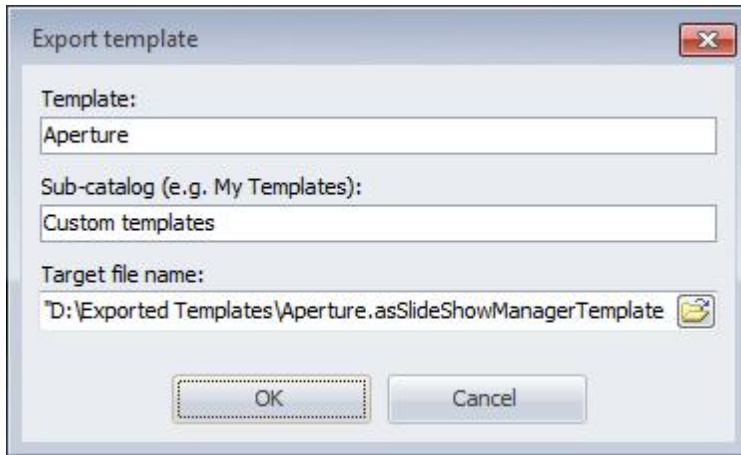 Export template
Template:
Aperture
Sub-catalog (e.g. My Templates):
Custom templates
Target file name:
"D:\Exported Templates\Aperture.asSlideShowManagerTemplate
OK
Cancel